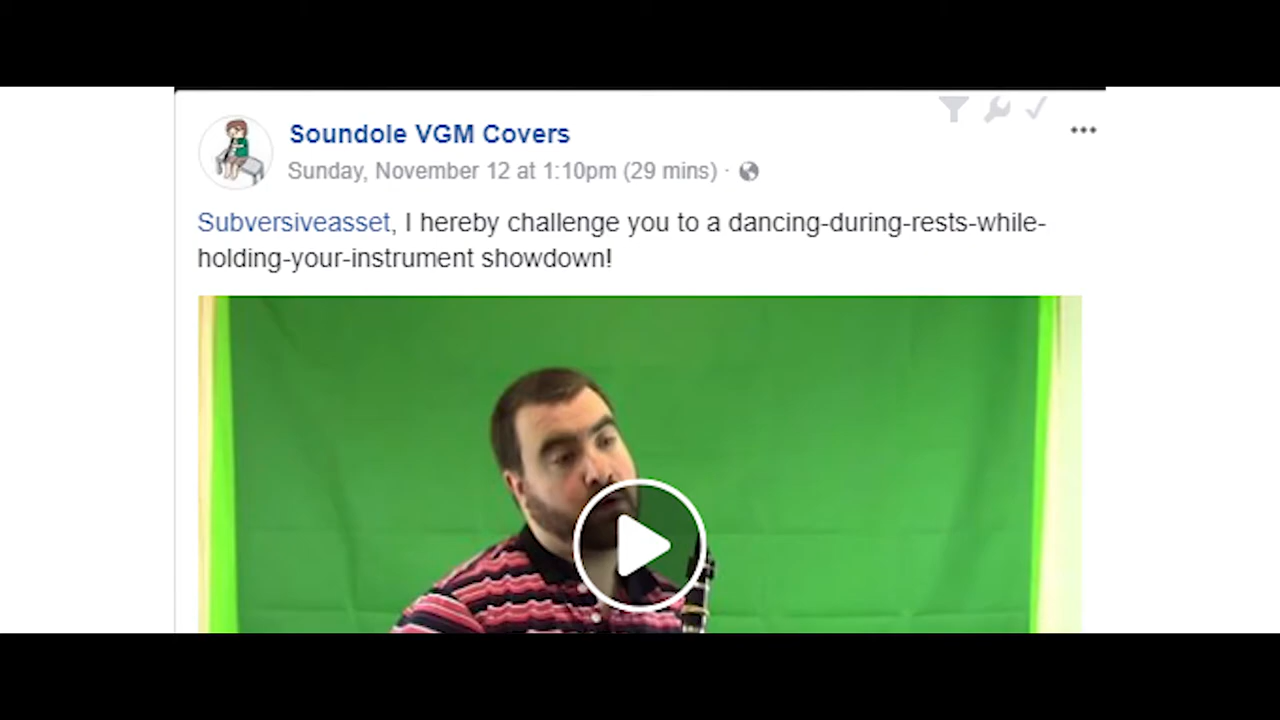 Soundole VGM Covers
Sunday, November 12 at 1:10pm (29 mins) ·
Subversiveasset, I hereby challenge you to a dancing-during-rests-while-
holding-your-instrument showdown!